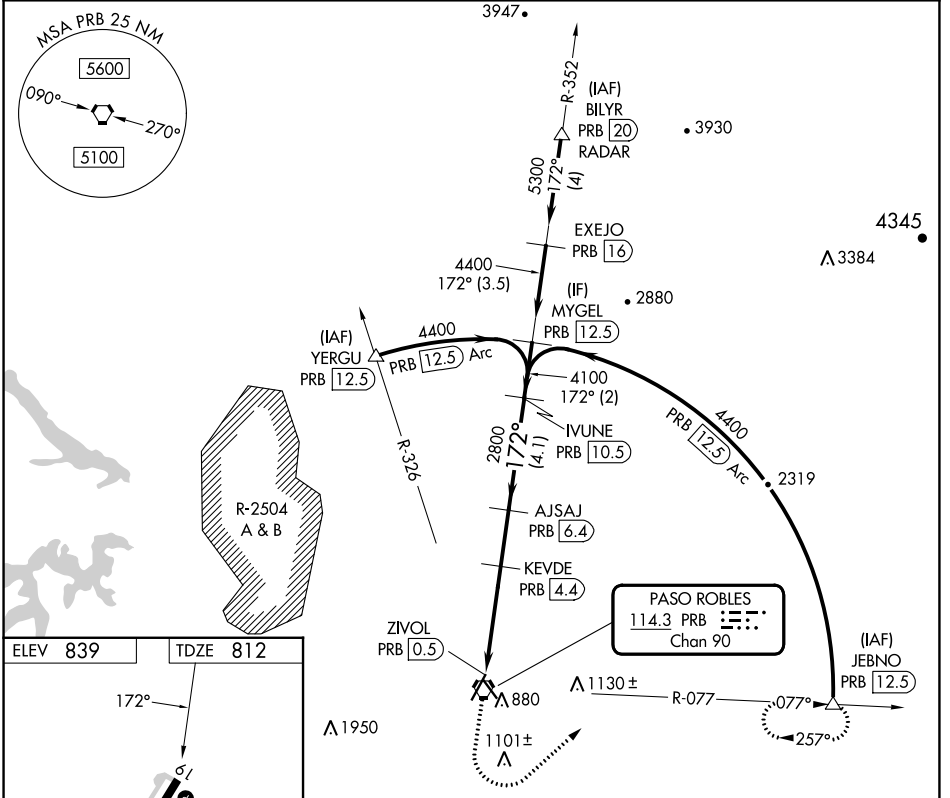 MSA PRB 25 NM
5600
090°
270°
5100
3947
R-352
(IAF)
BILYR
PRB 20
RADAR
3930
5300
172°
(4)
4345
EXEJO
PRB 16
3384
4400
172° (3.5)
(IF)
MYGEL
PRB 12.5
2880
(IAF)
YERGU
PRB 12.5
4400
PRB 12.5 Arc
4100
172° (2)
IVUNE
PRB 10.5
4400
PRB 12.5 Arc
2800
172°
(4.1)
R-326
2319
R-2504
A & B
AJSAJ
PRB 6.4
KEVDE
PRB 4.4
PASO ROBLES
114.3 PRB
Chan 90
ZIVOL
PRB 0.5
(IAF)
JEBNO
PRB 12.5
ELEV 839
TDZE 812
172°
19
1950
880
1130 ±
R-077
077°
257°
1101±